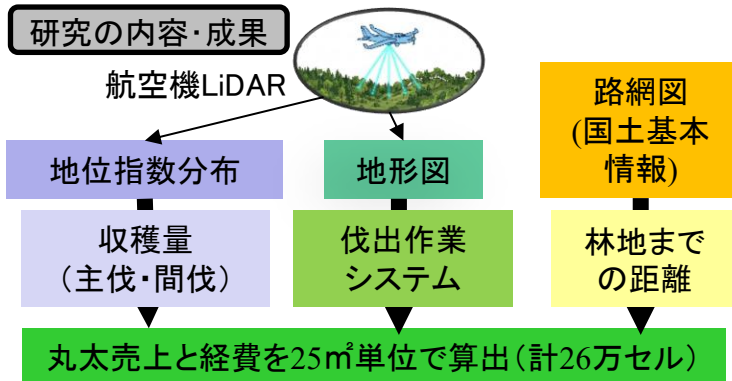 研究の内容・成果
航空機LiDAR
地位指数分布
地形図
路網図
(国土基本
情報)
収穫量
（主伐・間伐）
伐出作業
システム
林地まで
の距離
丸太売上と経費を25㎡単位で算出（計26万セル）